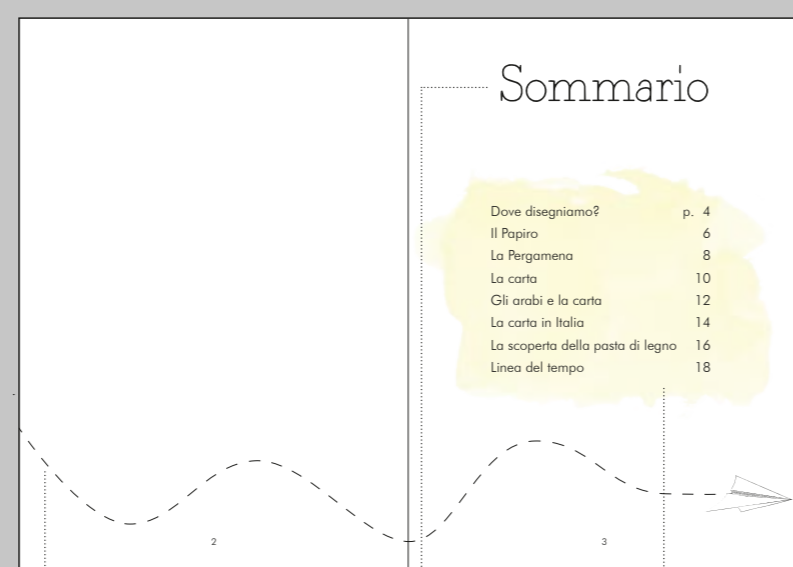 Sommario
Dove disegniamo? p. 4
Il Papiro 6
La Pergamena 8
La carta 10
Gli arabi e la carta 12
La carta in Italia 14
La scoperta della pasta di legno 16
Linea del tempo 18
2
3